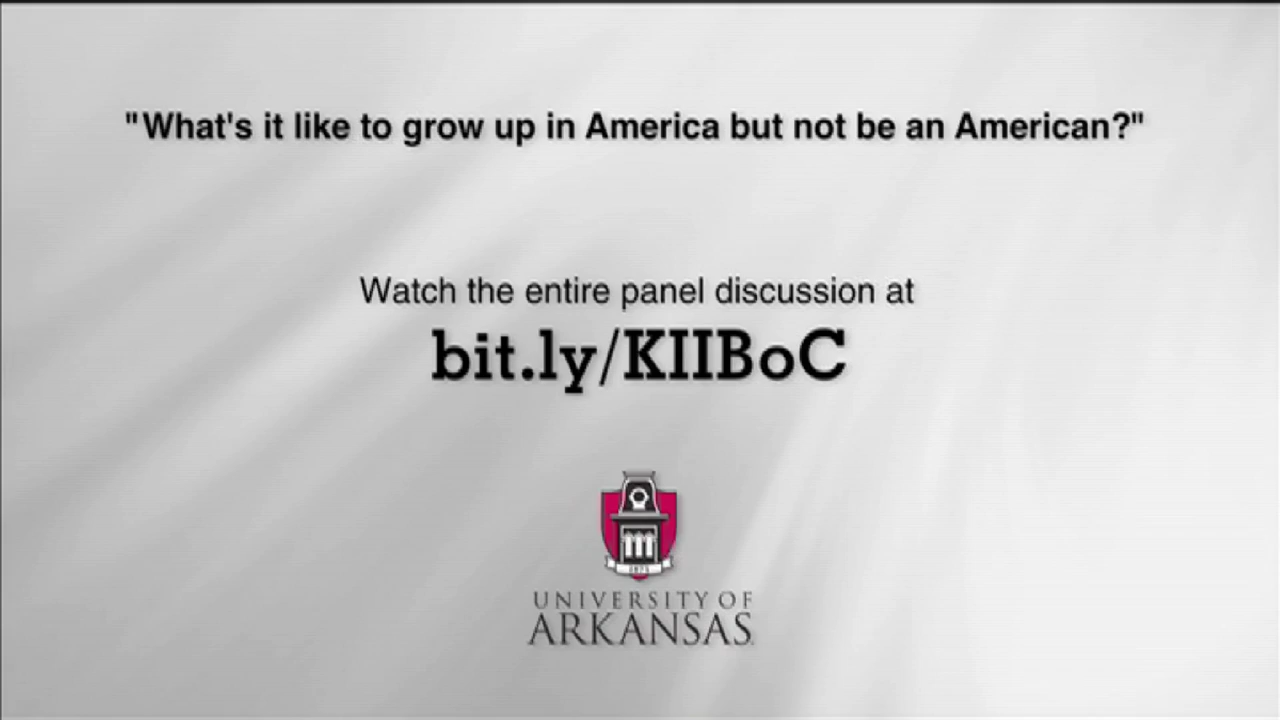 "What's it like to grow up in America but not be an American?"
Watch the entire panel discussion at
bit.ly/KIIBoC
1871
UNIVERSITY OF
ARKANSAS